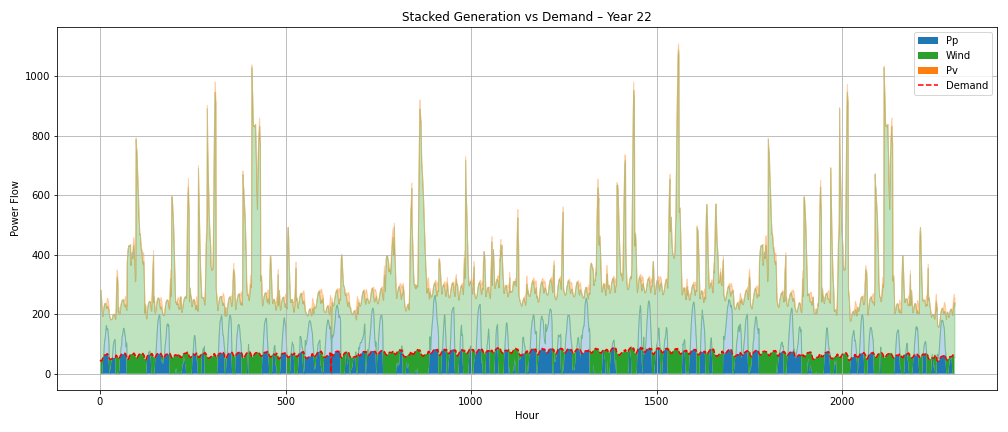 Stacked Generation vs Demand – Year 22
Power Flow
1000
800
600
400
200
0
0
500
1000
1500
2000
Hour
Pp
Wind
Pv
Demand